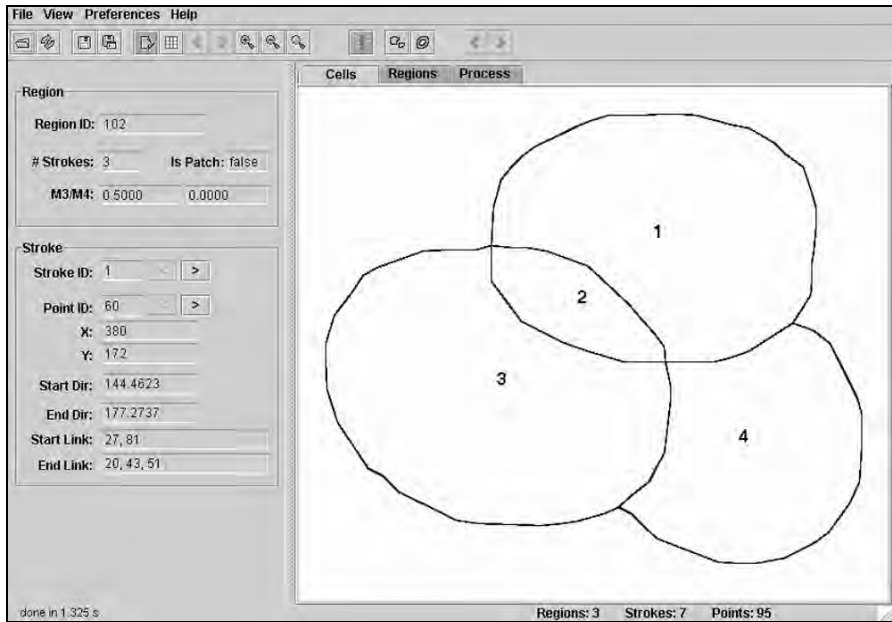 File View Preferences Help
Cells Regions Process
Region
Region ID: 102
# Strokes: 3 Is Patch: false
M3/M4: 0.5000 0.0000
Stroke
Stroke ID: 1 < >
Point ID: 60 < >
X: 380
Y: 172
Start Dir: 144.4623
End Dir: 177.2737
Start Link: 27, 81
End Link: 20, 43, 51
1
2
3
4
done in 1.325 s
Regions: 3 Strokes: 7 Points: 95